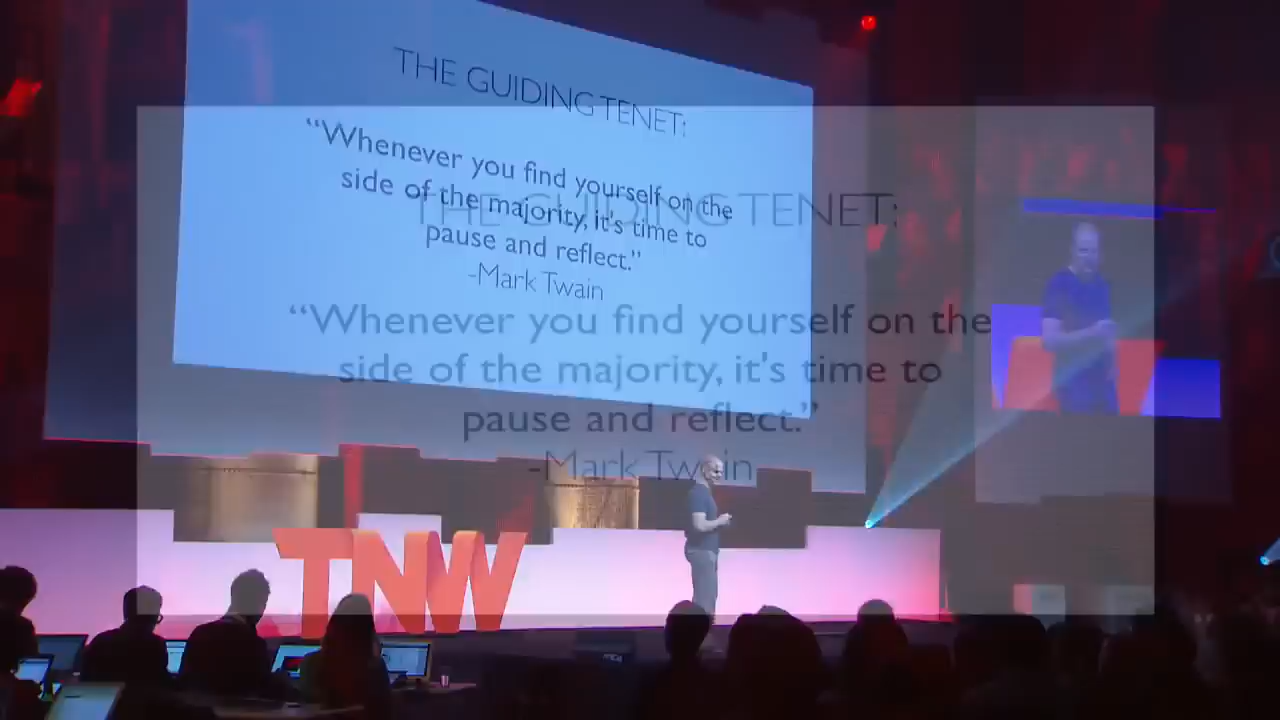 THE GUIDING TENET:
“Whenever you find yourself on the
side of the majority, it's time to
pause and reflect.”
-Mark Twain
THE GUIDING TENET:
“Whenever you find yourself on the
side of the majority, it's time to
pause and reflect.”
-Mark Twain
TNW